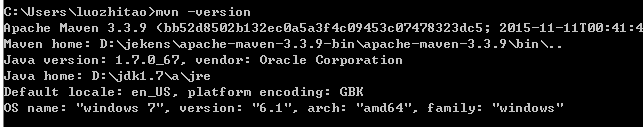 C:\Users\luozhitao>mvn -version
Apache Maven 3.3.9 (bb52d8502b132ec0a5a3f4c09453c07478323dc5; 2015-11-11T00:41:4
Maven home: D:\jekens\apache-maven-3.3.9-bin\apache-maven-3.3.9\bin\..
Java version: 1.7.0_67, vendor: Oracle Corporation
Java home: D:\jdk1.7\a\jre
Default locale: en_US, platform encoding: GBK
OS name: "windows 7", version: "6.1", arch: "amd64", family: "windows"